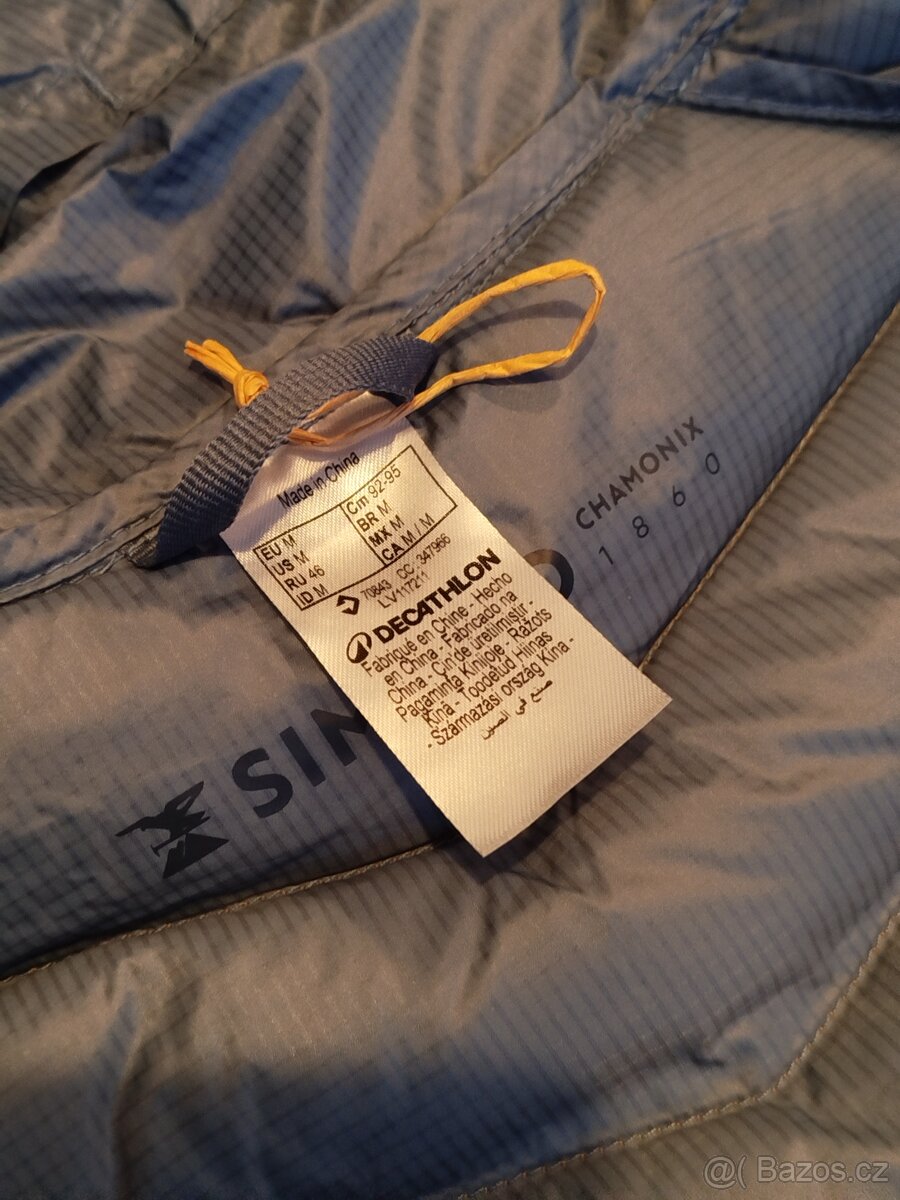 Made in China
EU M
US M
RU 46
ID M
Cm 92-95
BR M
MX M
CA M / M
70843 CC 347966
LV117211
DECATHLON
Fabriqué en Chine - Hecho
en China - Fabricado na
China - Çin'de üretilmiştir -
Pagaminta Kinijoje - Ražots
Ķīnā - Toodetud Hiinas
- Származási ország Kína -
صنع في الصين
SIM
D
CHAMONIX
1860
@( Bazos.cz